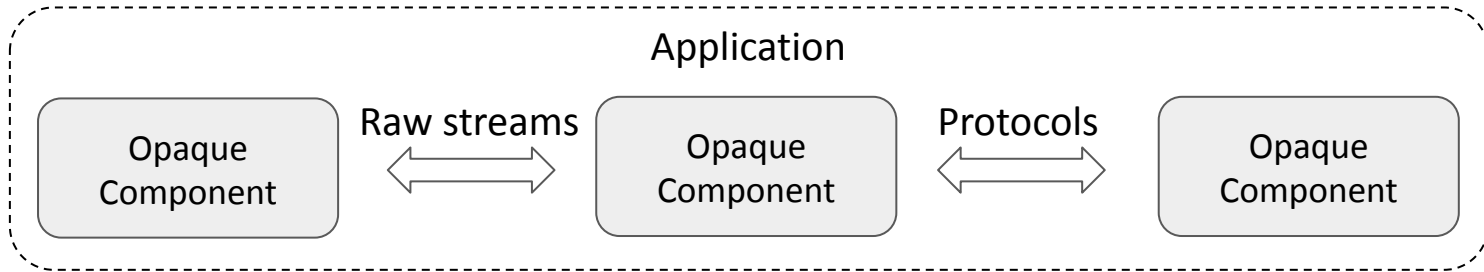 Application
Raw streams
Protocols
Opaque
Component
Opaque
Component
Opaque
Component